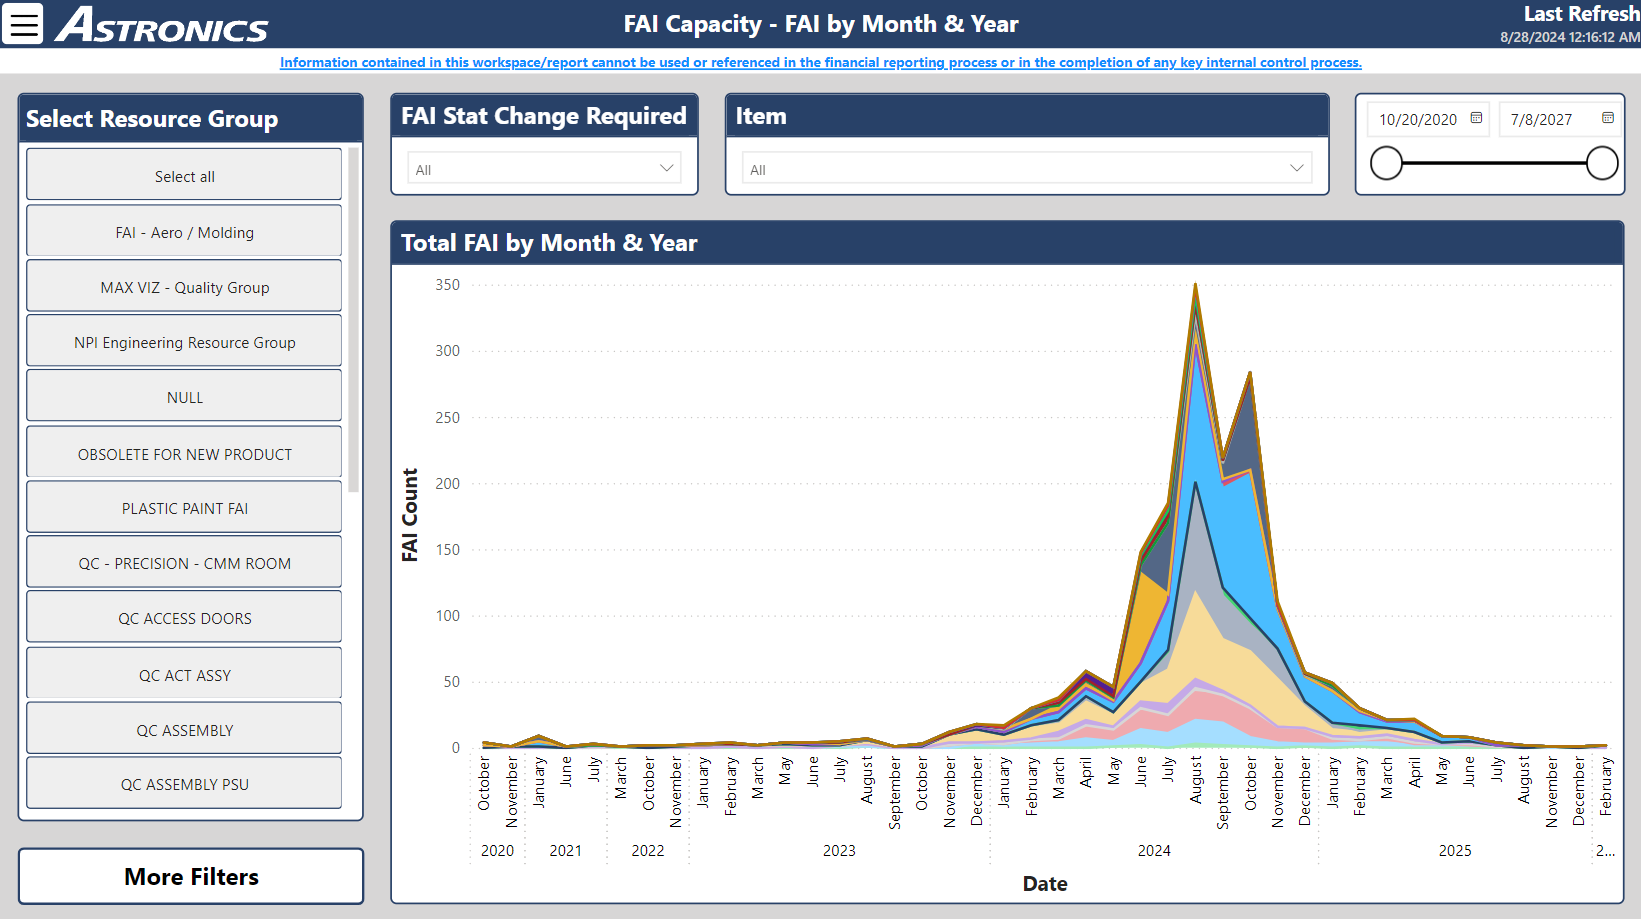 ASTRONICS
FAI Capacity - FAI by Month & Year
Last Refresh
8/28/2024 12:16:12 AM
Information contained in this workspace/report cannot be used or referenced in the financial reporting process or in the completion of any key internal control process.
Select Resource Group
Select all
FAI - Aero / Molding
MAX VIZ - Quality Group
NPI Engineering Resource Group
NULL
OBSOLETE FOR NEW PRODUCT
PLASTIC PAINT FAI
QC - PRECISION - CMM ROOM
QC ACCESS DOORS
QC ACT ASSY
QC ASSEMBLY
QC ASSEMBLY PSU
More Filters
FAI Stat Change Required
All
Item
All
10/20/2020
7/8/2027
Total FAI by Month & Year
FAI Count
350
300
250
200
150
100
50
0
October
November
January
June
July
March
October
November
January
February
March
May
June
July
August
September
October
November
December
January
February
March
April
May
June
July
August
September
October
November
December
January
February
March
April
May
June
July
August
November
December
February
2020
2021
2022
2023
2024
2025
2...
Date